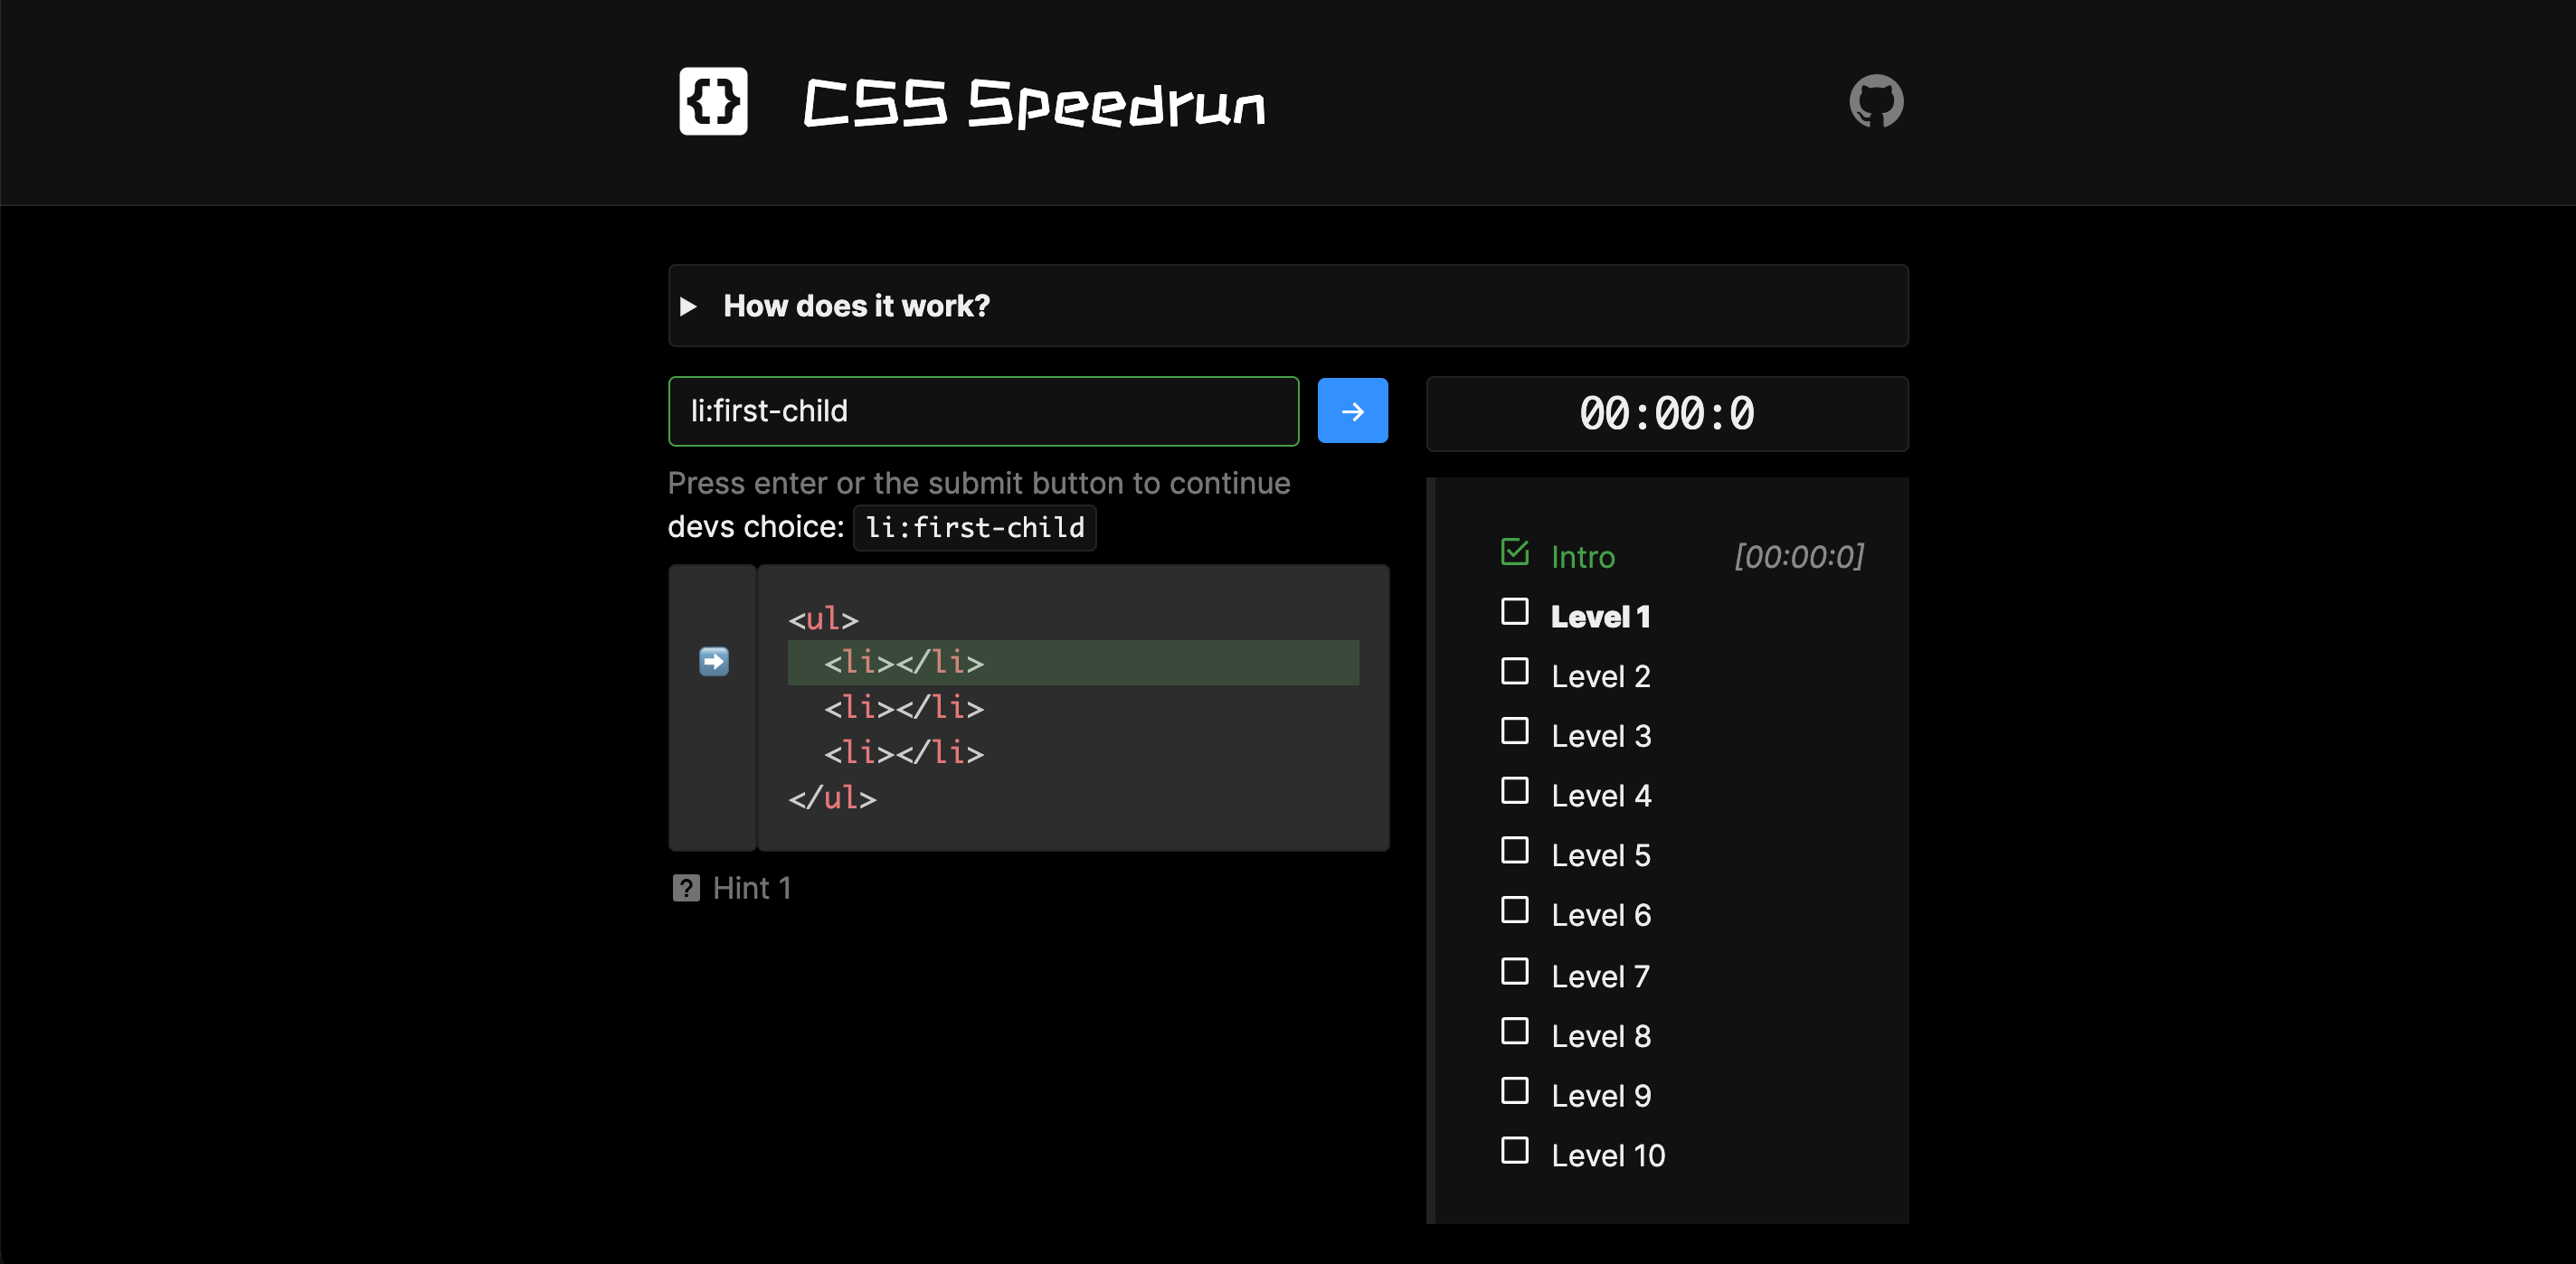 {} CSS Speedrun
▶ How does it work?
li:first-child →
00:00:0
Press enter or the submit button to continue
devs choice: li:first-child
<ul>
<li></li>
<li></li>
<li></li>
</ul>
? Hint 1
Intro [00:00:0]
Level 1
Level 2
Level 3
Level 4
Level 5
Level 6
Level 7
Level 8
Level 9
Level 10